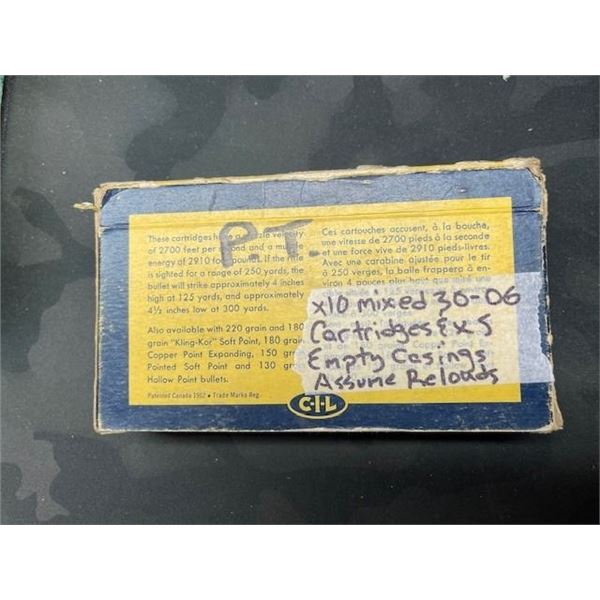 P.T.
These cartridges velocity
of 2700 feet per second and a muzzle
energy of 2910 foot pounds. If the rifle
is sighted for a range of 250 yards, the
bullet will strike approximately 4 inches
high at 125 yards, and approximately
4½ inches low at 300 yards.
Also available with 220 grain and 180
grain "Kling-Kor" Soft Point, 180 grain
Copper Point Expanding, 150 grain
Pointed Soft Point and 130 grain
Hollow Point bullets.
Patented Canada 1952 • Trade Marks Reg.
Ces cartouches accusent, à la bouche,
une vitesse de 2700 pieds à la seconde
et une force vive de 2910 pieds-livres.
Avec une carabine ajustée pour le tir
à 250 verges, la balle frappera à en-
viron 4 pouces plus haut que miré
x10 mixed 30-06
Cartridges & x5
Empty Casings
Assume Reloads
C-I-L